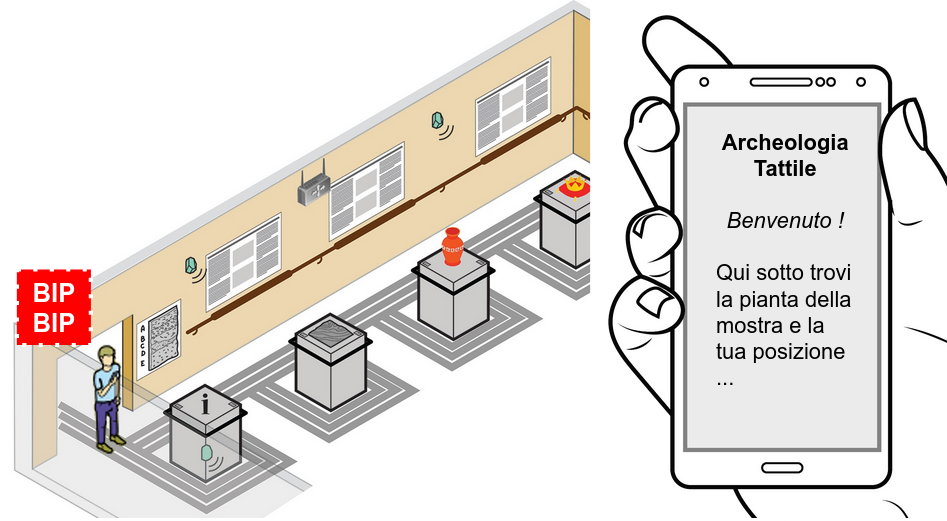 BIP
BIP
A
B
C
D
E
i
Archeologia
Tattile
Benvenuto !
Qui sotto trovi
la pianta della
mostra e la
tua posizione
...